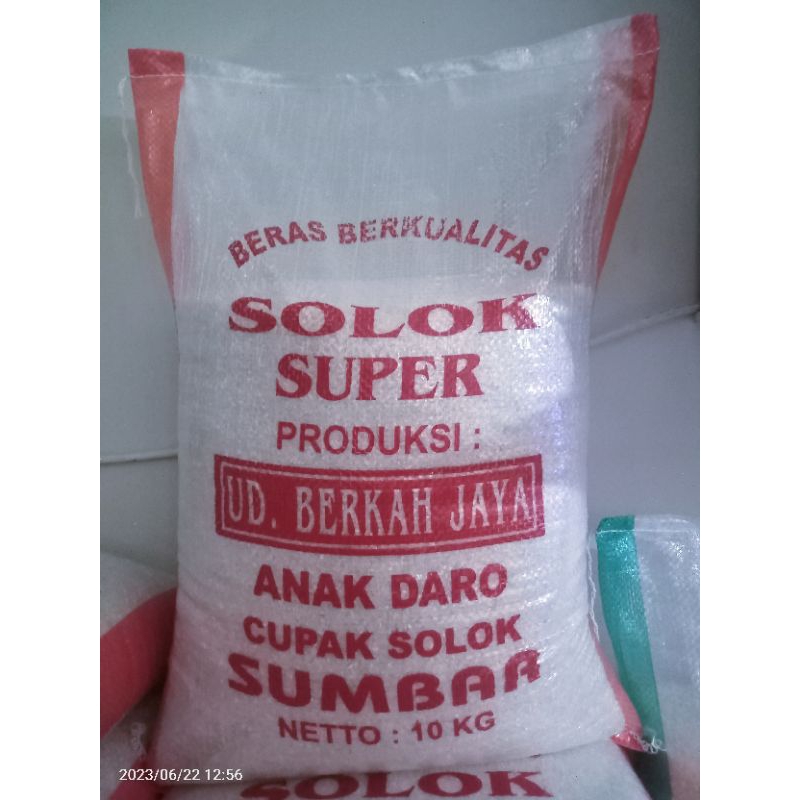 BERAS BERKUALITAS
SOLOK
SUPER
PRODUKSI :
UD. BERKAH JAYA
ANAK DARO
CUPAK SOLOK
SUMBAR
NETTO : 10 KG
2023/06/22 12:56
SOLOK